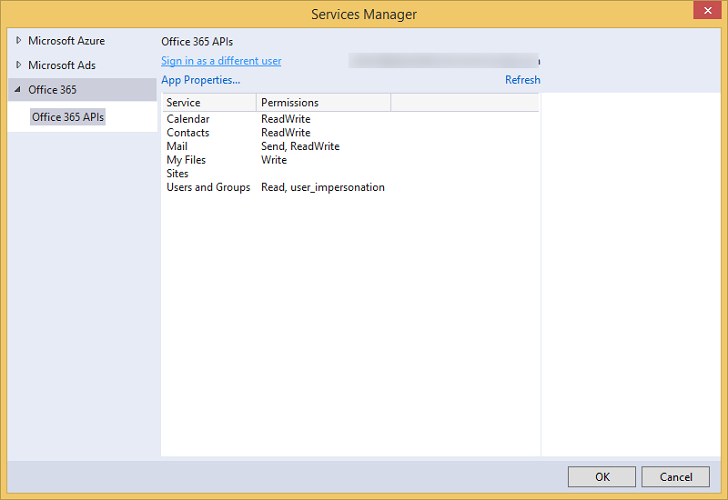 Services Manager
Microsoft Azure
Microsoft Ads
Office 365
Office 365 APIs
Office 365 APIs
Sign in as a different user
App Properties... Refresh
Service Permissions
Calendar ReadWrite
Contacts ReadWrite
Mail Send, ReadWrite
My Files Write
Sites
Users and Groups Read, user_impersonation
OK Cancel